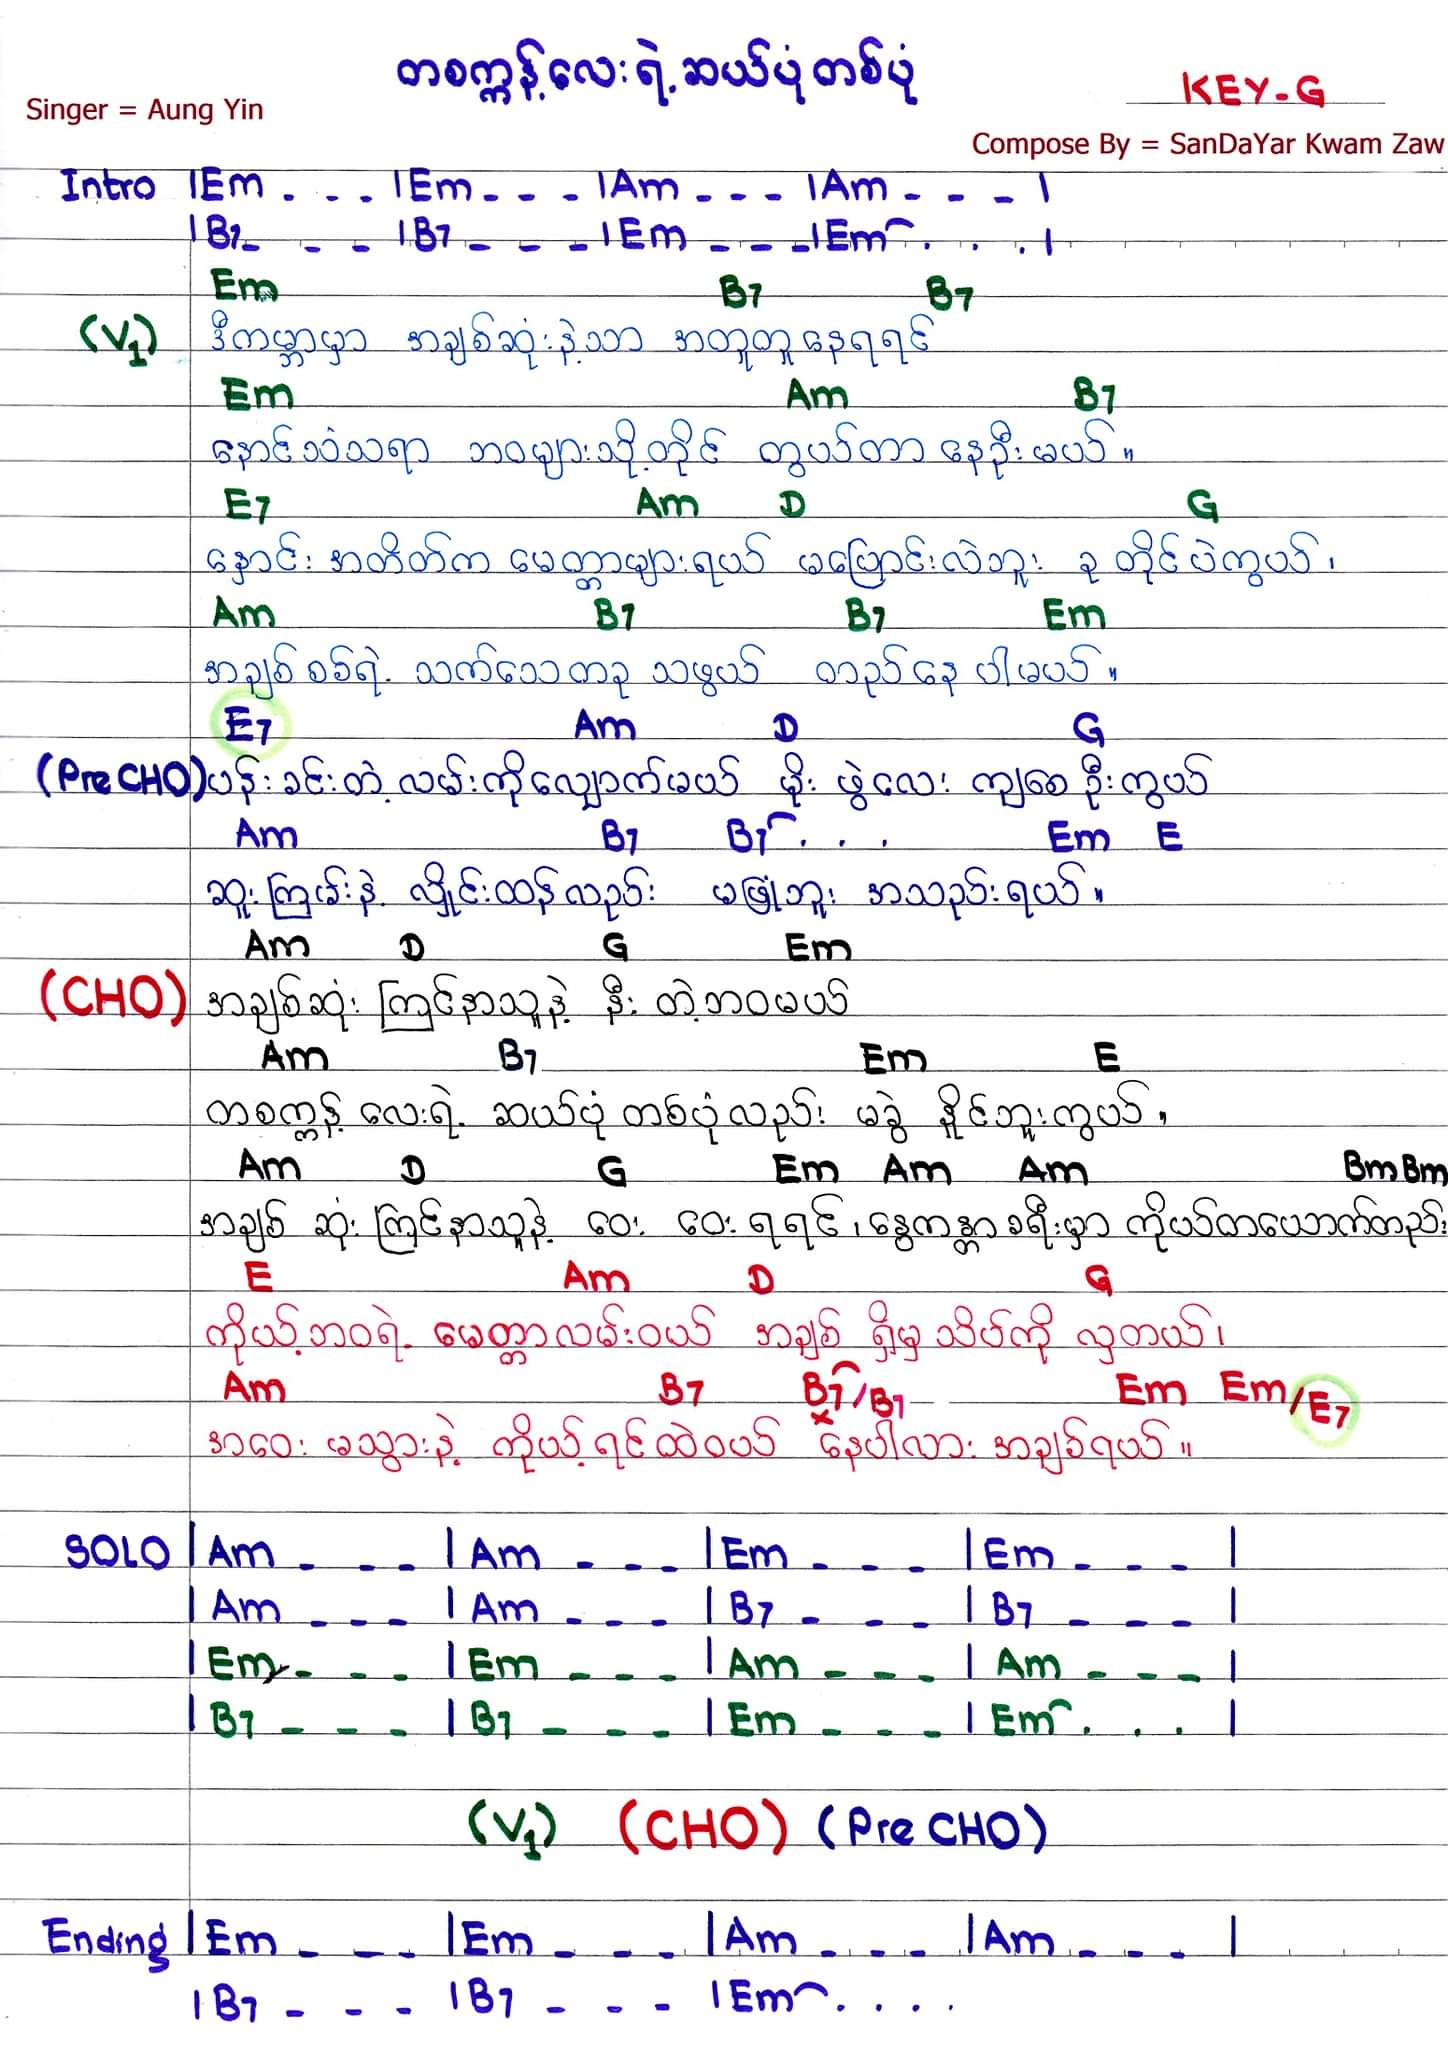 တစက္ကန့်လေးရဲ့ဆယ်ပုံတစ်ပုံ
KEY-G
Singer = Aung Yin
Compose By = SanDaYar Kwam Zaw
Intro |Em - - - |Em - - - |Am - - - |Am - - - |
|B7 - - - |B7 - - - |Em - - - |Em . . . |
Em B7 B7
(V1) ဒီကမ္ဘာမှာ အချစ်ဆုံးနဲ့သာ အတူတူနေရရင်
Em Am B7
နောင်သံသရာ ဘဝများသို့တိုင် တွယ်တာနေဦးမယ်။
E7 Am D G
နှောင်းအတိတ်က မေတ္တာများရယ် မပြောင်းလဲဘူး ခုတိုင်ပဲကွယ်၊
Am B7 B7 Em
အချစ်စစ်ရဲ့ သက်သေတခု သဖွယ် တည်နေပါမယ်။
E7 Am D G
(Pre CHO) ပန်းခင်းတဲ့လမ်းကိုလျှောက်မယ် မိုးဖွဲလေး ကျစေဦးကွယ်
Am B7 B7 . . . Em E
ဆူးကြမ်းနဲ့ လှိုင်းထန်လည်း မဖြုံဘူး အသည်းရယ်။
Am D G Em
(CHO) အချစ်ဆုံး ကြင်နာသူနဲ့ နီးတဲ့ဘဝမယ်
Am B7 Em E
တစက္ကန့်လေးရဲ့ ဆယ်ပုံတစ်ပုံလည်း မခွဲနိုင်ဘူးကွယ်၊
Am D G Em Am Am Bm Bm
အချစ်ဆုံး ကြင်နာသူနဲ့ ဝေးဝေးရရင်၊ နွေကန္တာခရီးမှာ ကိုယ်တယောက်တည်း
E Am D G
ကိုယ့်ဘဝရဲ့ မေတ္တာလမ်းဝယ် အချစ်ရှိမှ သိပ်ကိုလှတယ်၊
Am B7 B7/B7 Em Em/E7
x
အဝေးမသွားနဲ့ ကိုယ့်ရင်ထဲဝယ် နေပါလားအချစ်ရယ်။
SOLO |Am - - - |Am - - - |Em - - - |Em - - - |
|Am - - - |Am - - - |B7 - - - |B7 - - - |
|Em - - - |Em - - - |Am - - - |Am - - - |
|B7 - - - |B7 - - - |Em - - - |Em . . . |
(V1) (CHO) (Pre CHO)
Ending |Em - - - |Em - - - |Am - - - |Am - - - |
|B7 - - - |B7 - - - |Em . . . .